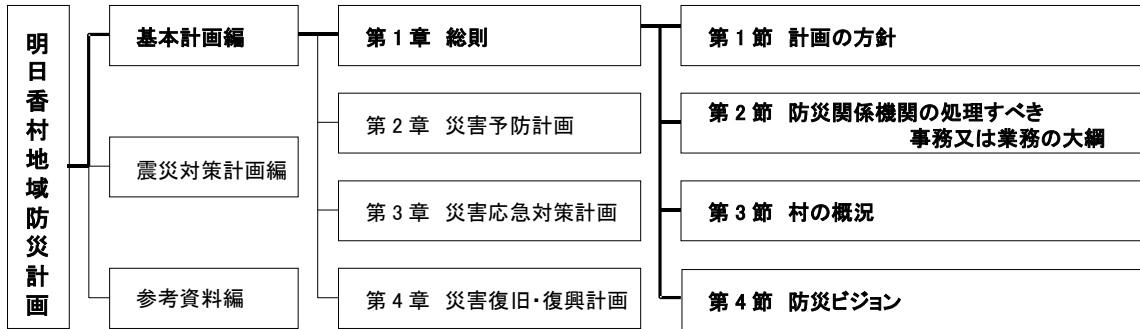 明日香村地域防災計画
基本計画編
震災対策計画編
参考資料編
第1章 総則
第2章 災害予防計画
第3章 災害応急対策計画
第4章 災害復旧・復興計画
第1節 計画の方針
第2節 防災関係機関の処理すべき
事務又は業務の大綱
第3節 村の概況
第4節 防災ビジョン